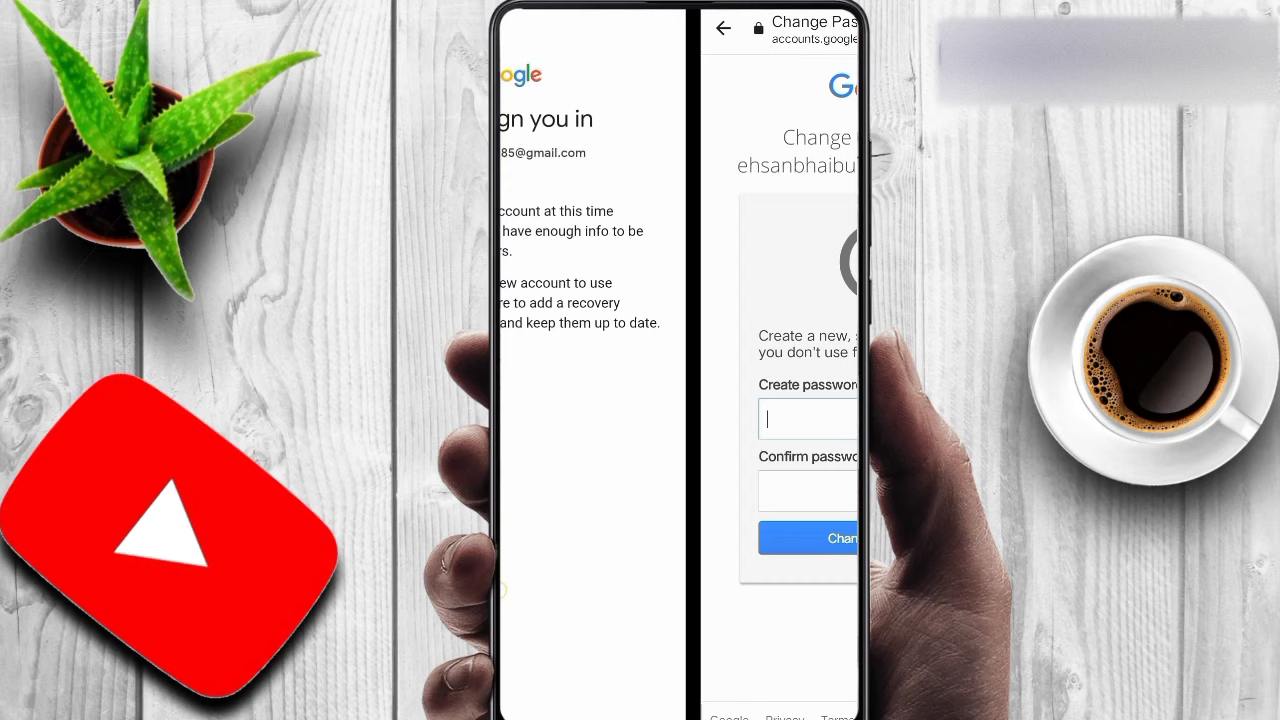 ogle
gn you in
85@gmail.com
ccount at this time
have enough info to be
rs.
ew account to use
re to add a recovery
and keep them up to date.
Change Pas
accounts.google
G
Change
ehsanbhaibu
Create a new, s
you don't use f
Create password
Confirm passwo
Chan
Google Privacy Terms